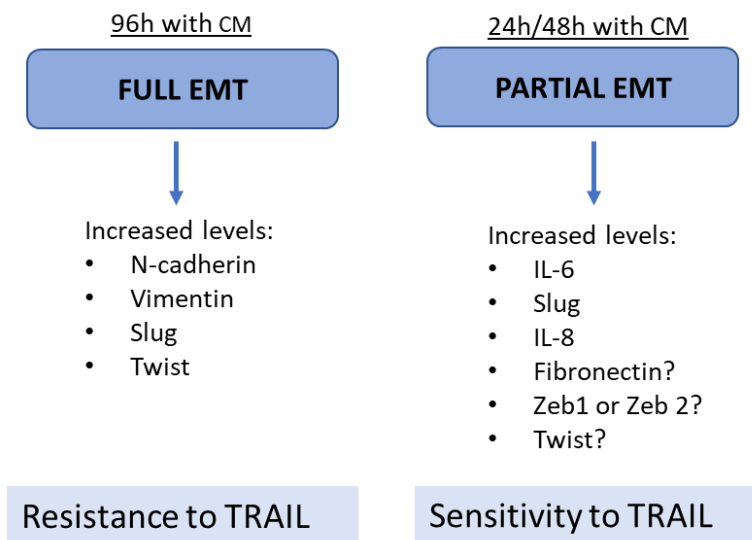 96h with CM
FULL EMT
Increased levels:
• N-cadherin
• Vimentin
• Slug
• Twist
Resistance to TRAIL
24h/48h with CM
PARTIAL EMT
Increased levels:
• IL-6
• Slug
• IL-8
• Fibronectin?
• Zeb1 or Zeb 2?
• Twist?
Sensitivity to TRAIL